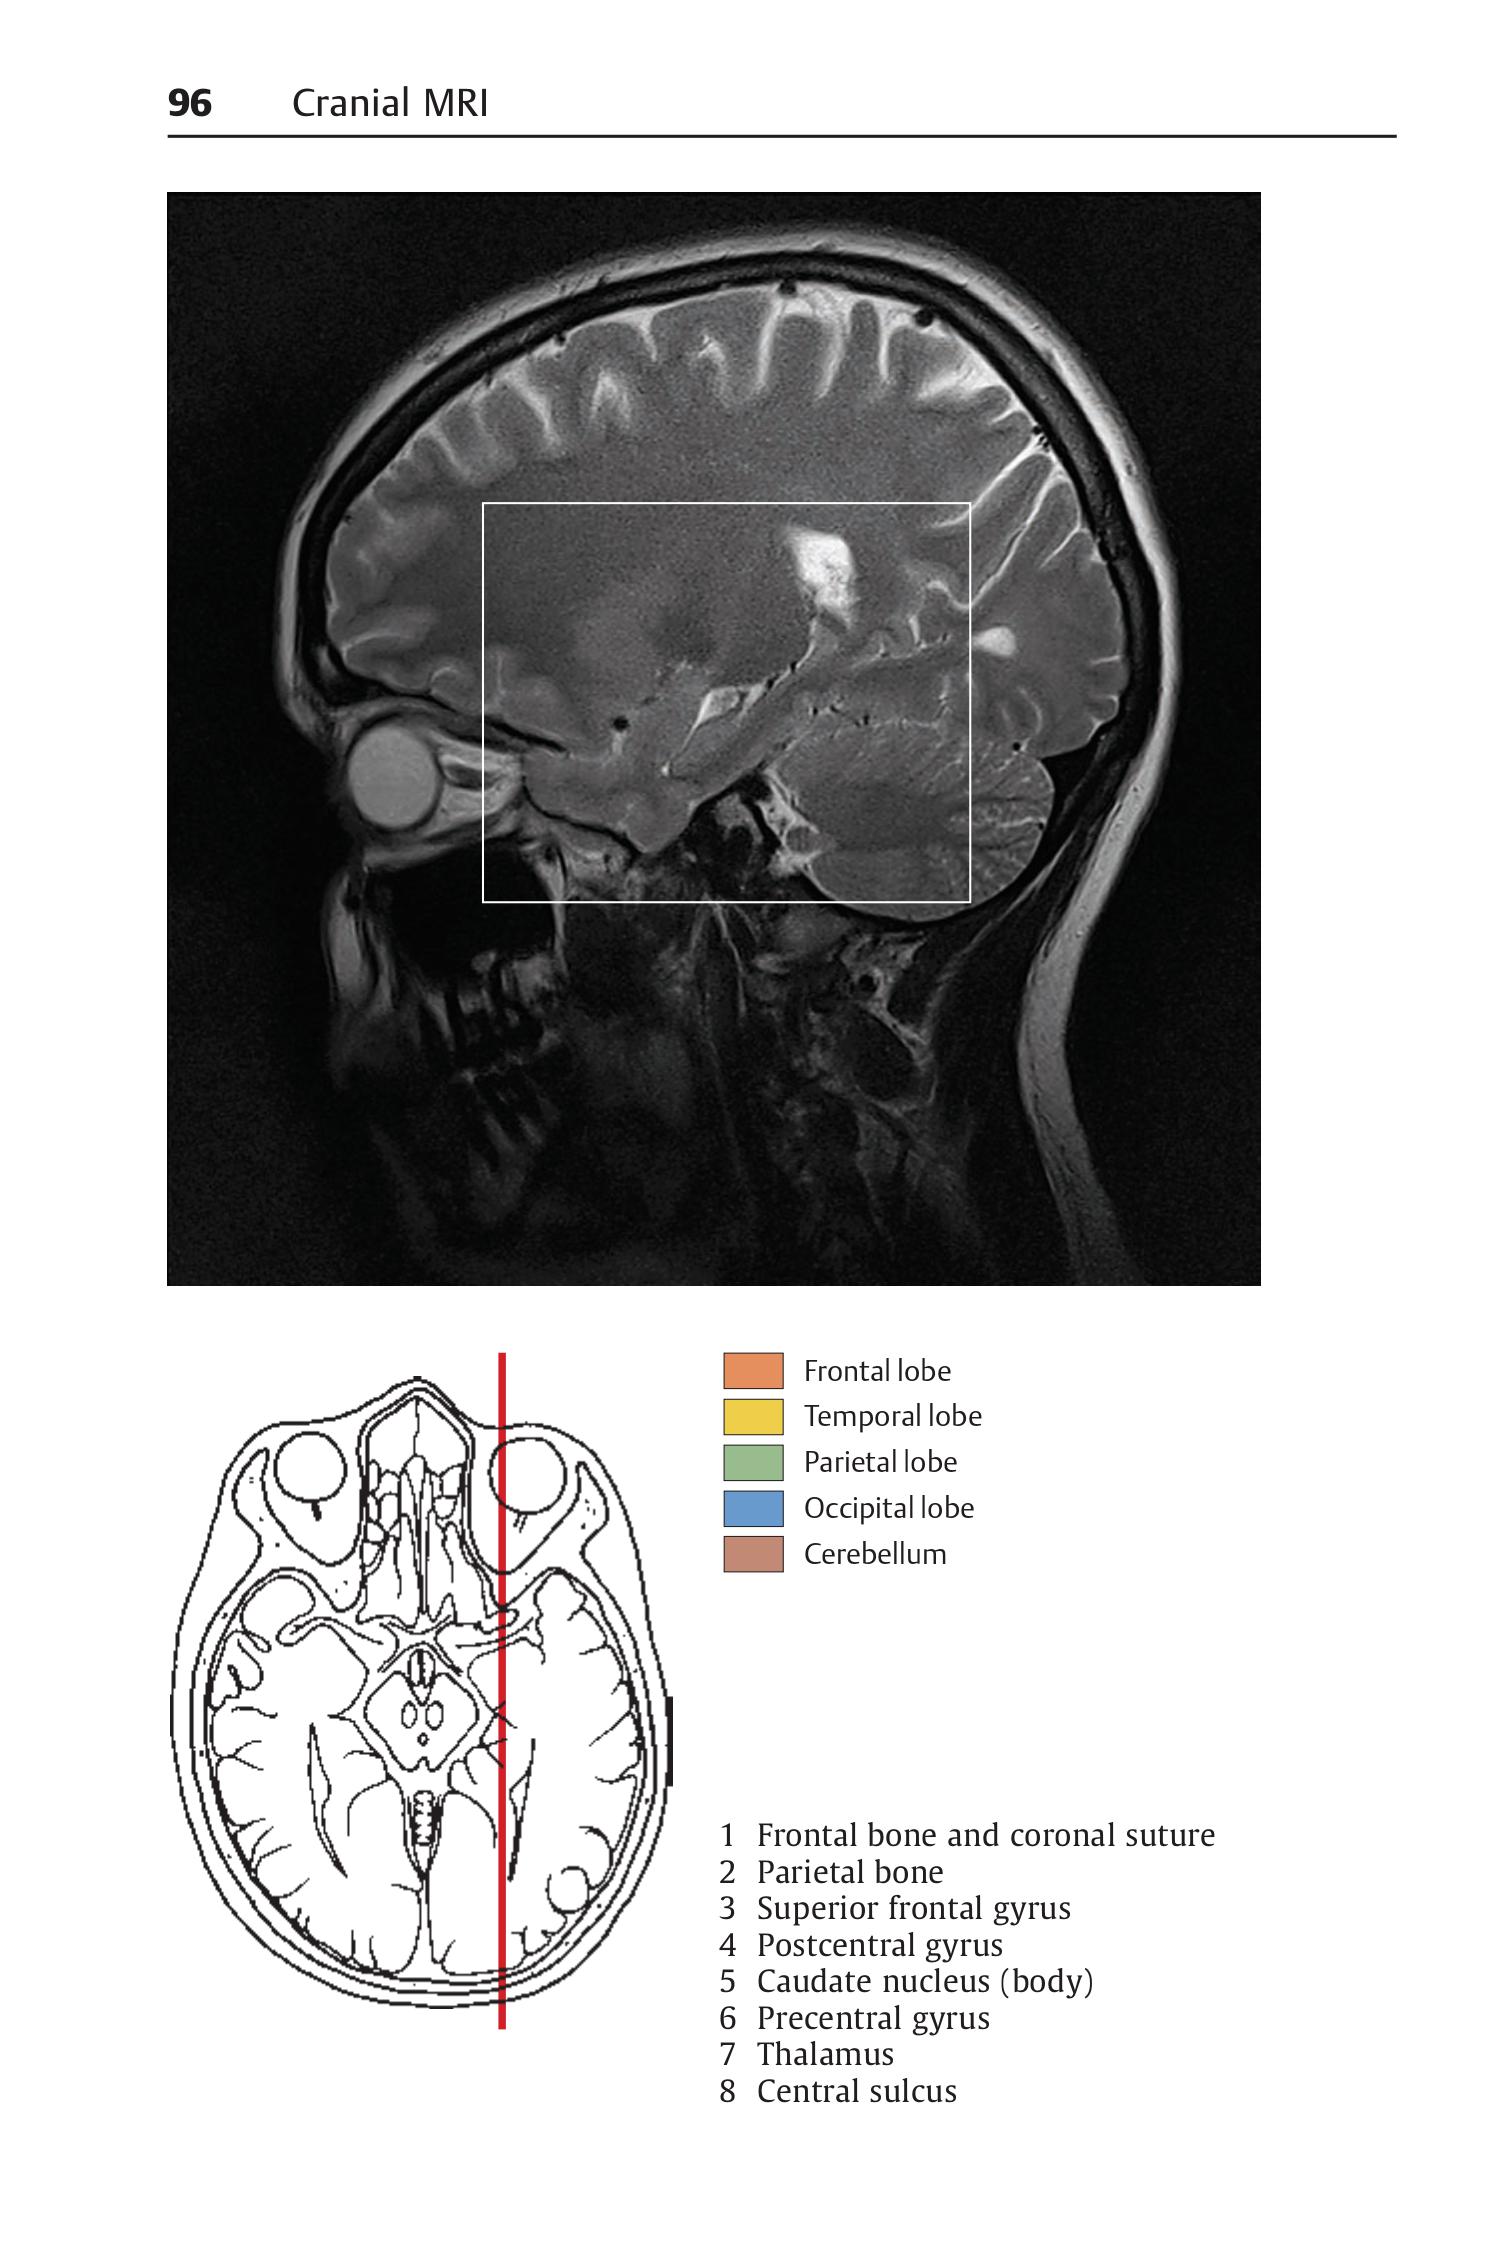 96 Cranial MRI
Frontal lobe
Temporal lobe
Parietal lobe
Occipital lobe
Cerebellum
1 Frontal bone and coronal suture
2 Parietal bone
3 Superior frontal gyrus
4 Postcentral gyrus
5 Caudate nucleus (body)
6 Precentral gyrus
7 Thalamus
8 Central sulcus